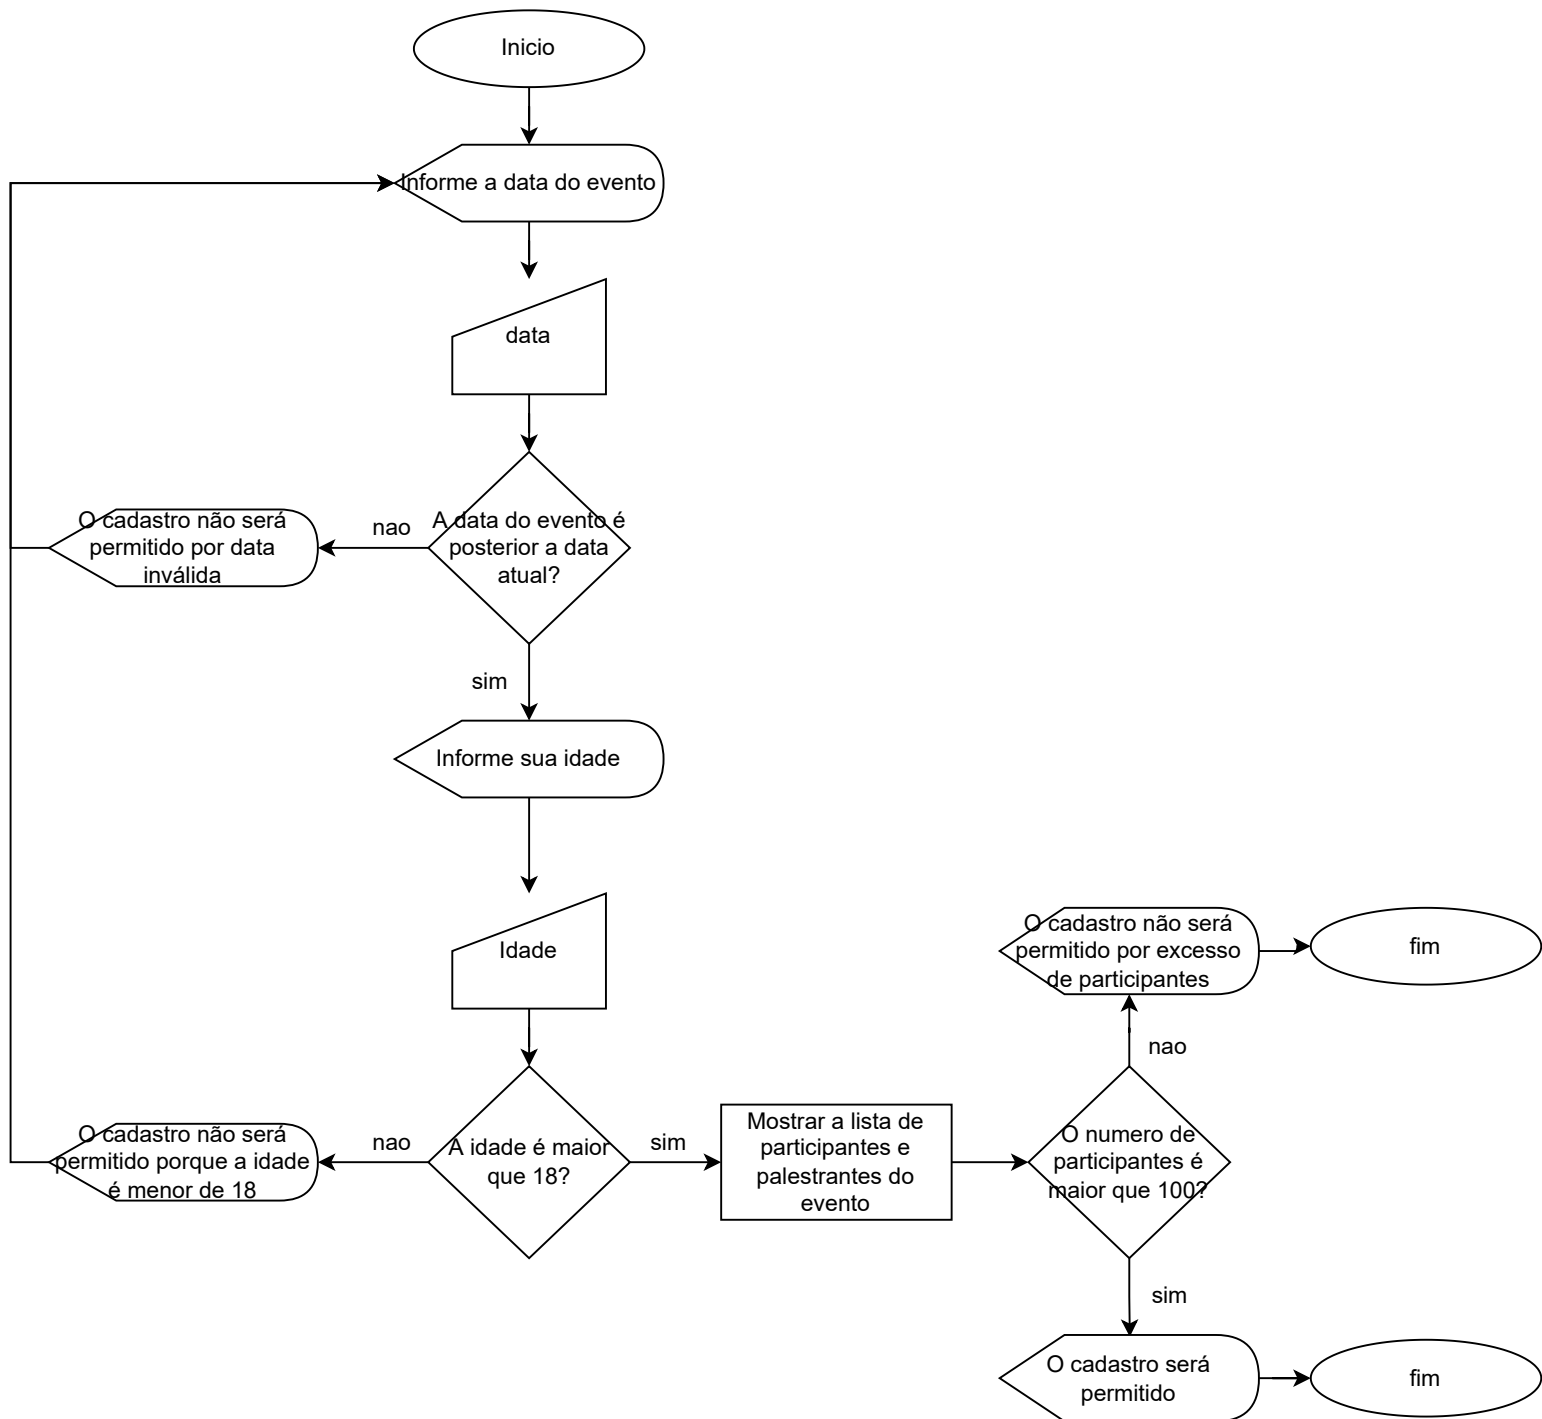 Inicio
Informe a data do evento
data
A data do evento é
posterior a data
atual?
nao
O cadastro não será
permitido por data
inválida
sim
Informe sua idade
Idade
A idade é maior
que 18?
nao
O cadastro não será
permitido porque a idade
é menor de 18
sim
Mostrar a lista de
participantes e
palestrantes do
evento
O numero de
participantes é
maior que 100?
nao
O cadastro não será
permitido por excesso
de participantes
fim
sim
O cadastro será
permitido
fim